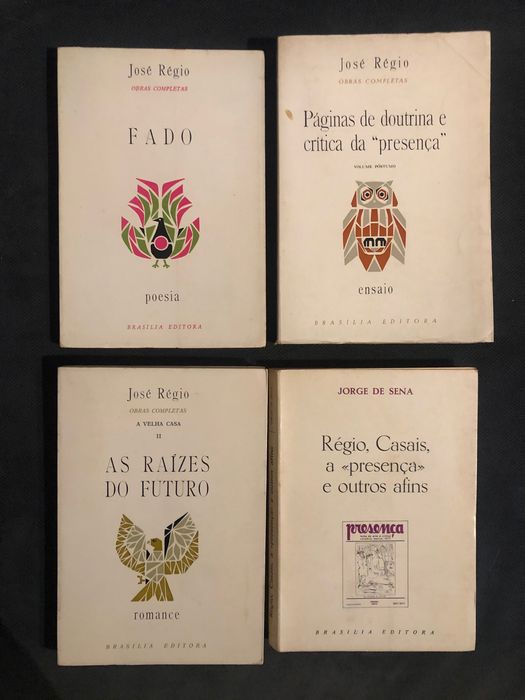 José Régio
OBRAS COMPLETAS
FADO
poesia
BRASÍLIA EDITORA
José Régio
OBRAS COMPLETAS
Páginas de doutrina e
crítica da "presença"
VOLUME PÓSTUMO
ensaio
BRASÍLIA EDITORA
José Régio
OBRAS COMPLETAS
A VELHA CASA
II
AS RAÍZES
DO FUTURO
romance
BRASÍLIA EDITORA
JORGE DE SENA
Régio, Casais,
a «presença»
e outros afins
presença
BRASÍLIA EDITORA